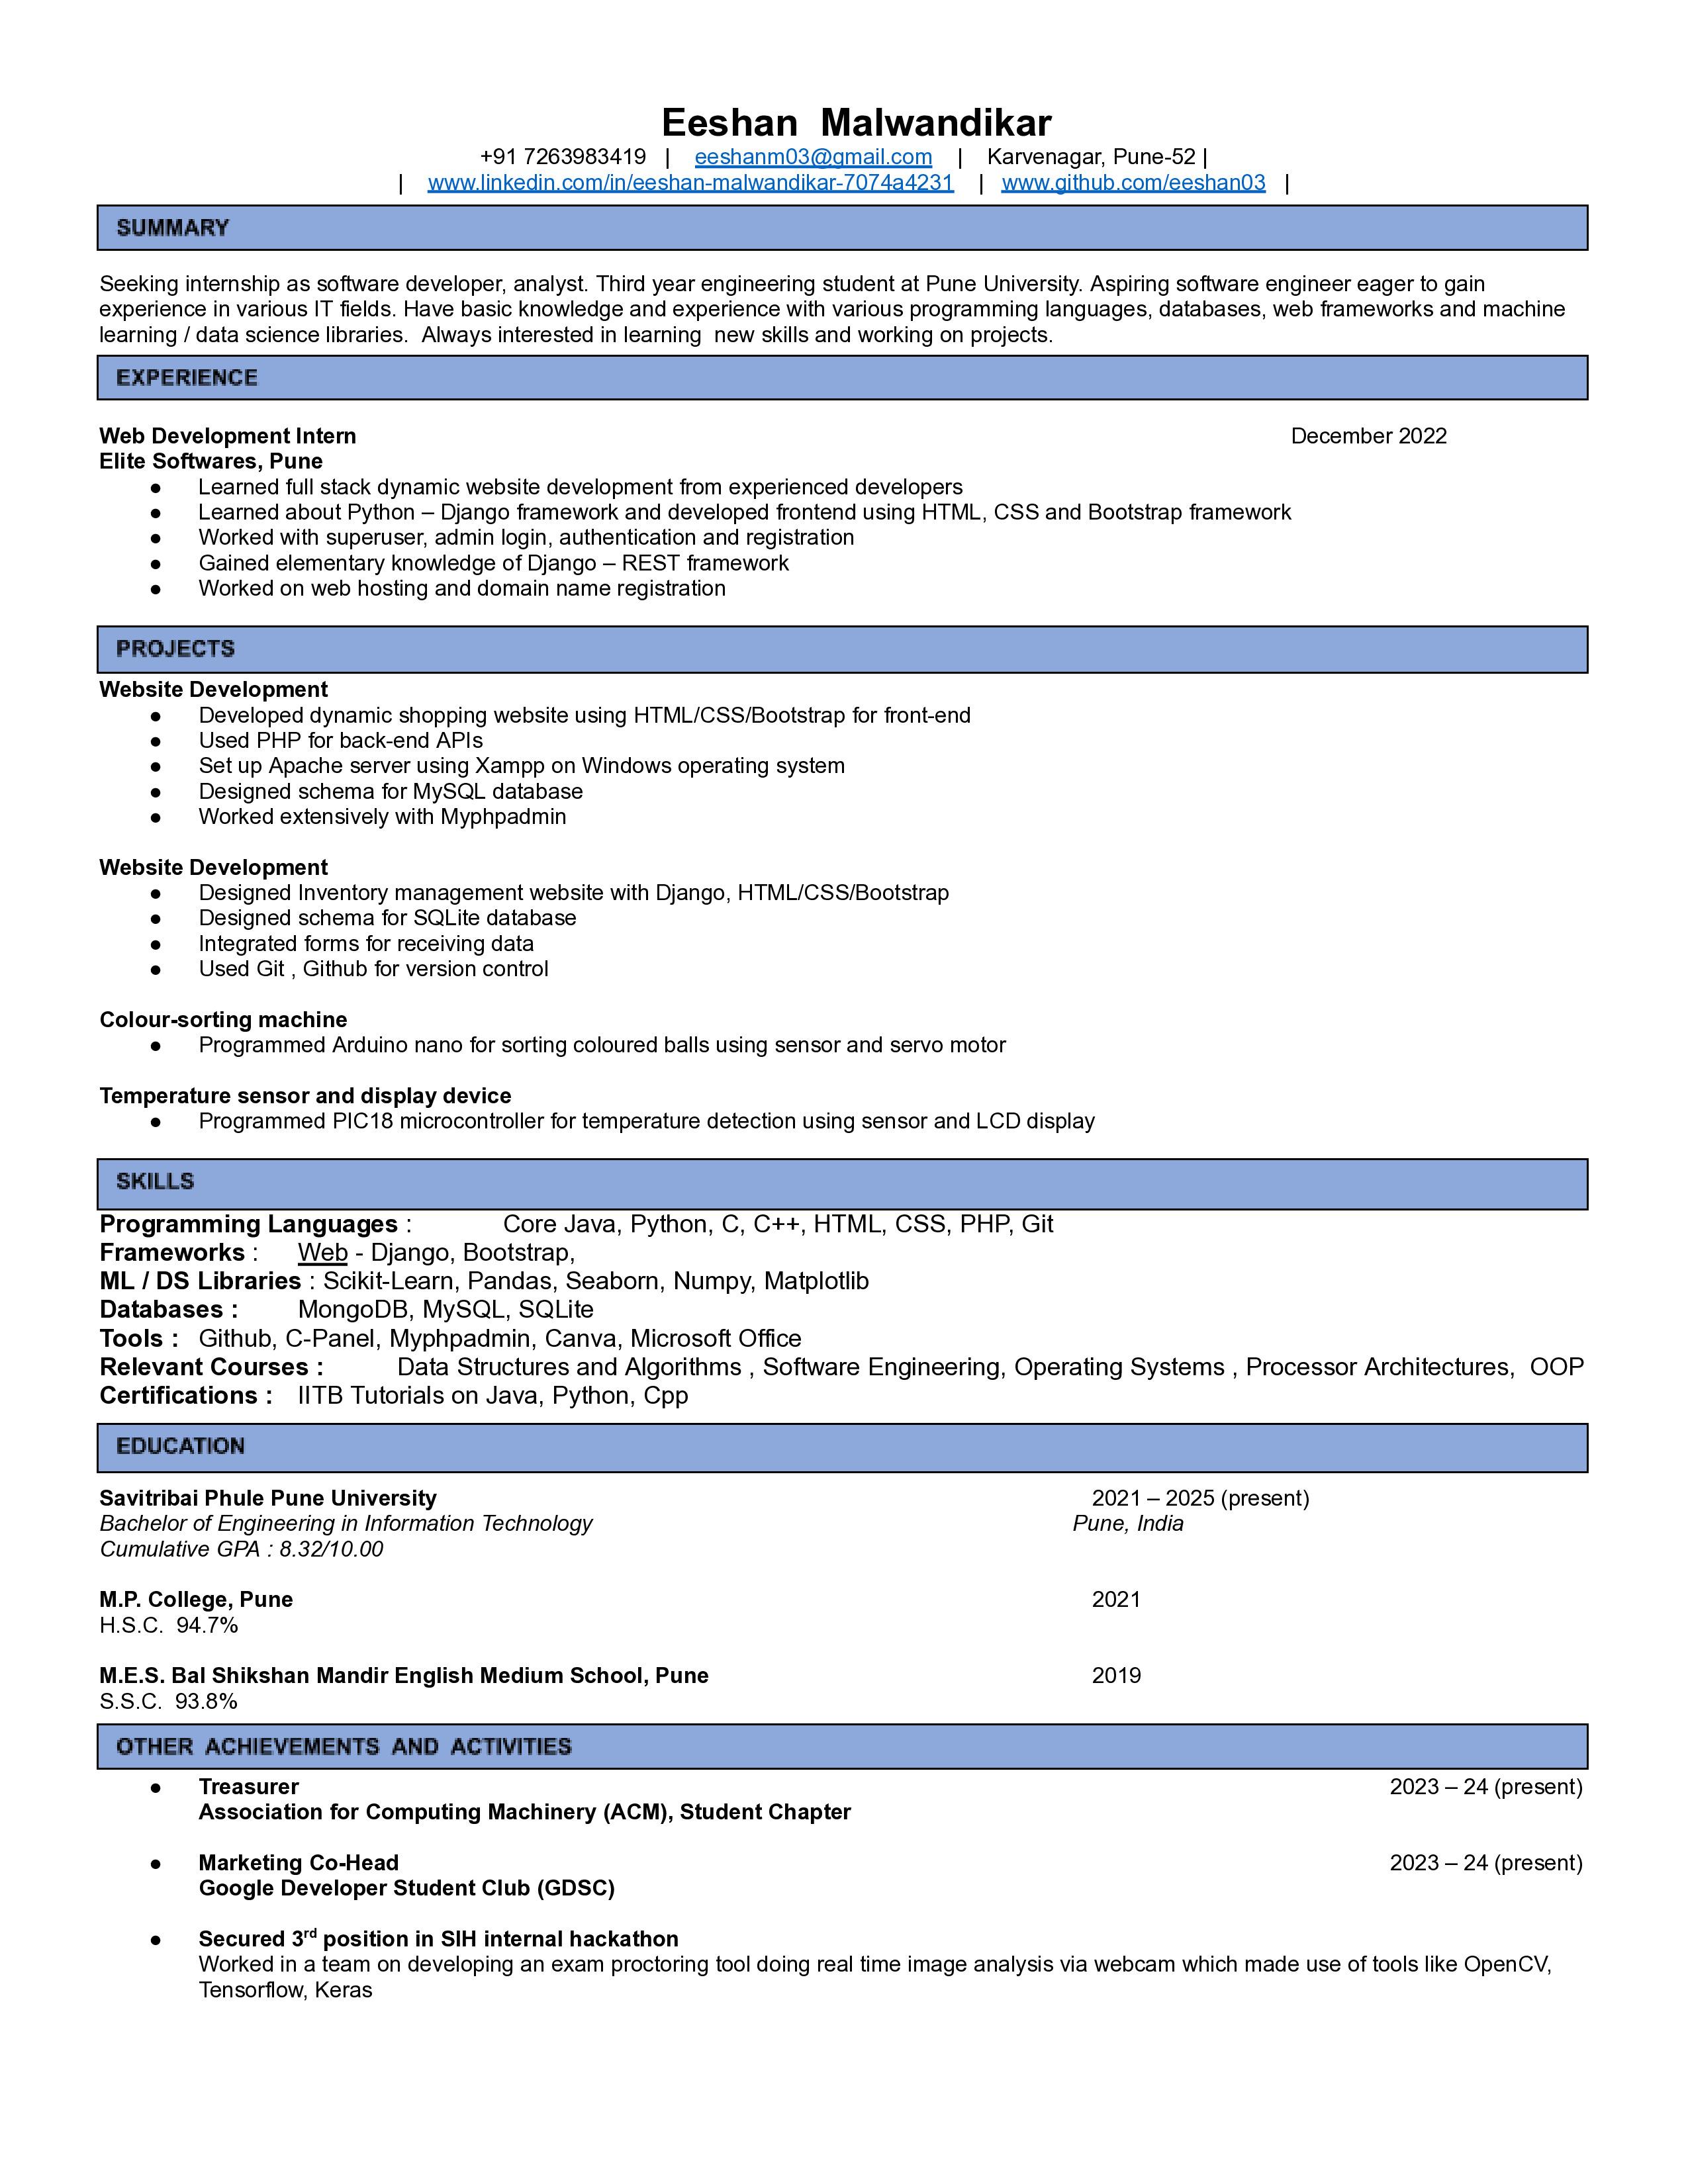 Eeshan Malwandikar
+91 7263983419 | eeshanm03@gmail.com | Karvenagar, Pune-52 |
| www.linkedin.com/in/eeshan-malwandikar-7074a4231 | www.github.com/eeshan03 |
SUMMARY
Seeking internship as software developer, analyst. Third year engineering student at Pune University. Aspiring software engineer eager to gain
experience in various IT fields. Have basic knowledge and experience with various programming languages, databases, web frameworks and machine
learning / data science libraries. Always interested in learning new skills and working on projects.
EXPERIENCE
Web Development Intern December 2022
Elite Softwares, Pune
● Learned full stack dynamic website development from experienced developers
● Learned about Python – Django framework and developed frontend using HTML, CSS and Bootstrap framework
● Worked with superuser, admin login, authentication and registration
● Gained elementary knowledge of Django – REST framework
● Worked on web hosting and domain name registration
PROJECTS
Website Development
● Developed dynamic shopping website using HTML/CSS/Bootstrap for front-end
● Used PHP for back-end APIs
● Set up Apache server using Xampp on Windows operating system
● Designed schema for MySQL database
● Worked extensively with Myphpadmin
Website Development
● Designed Inventory management website with Django, HTML/CSS/Bootstrap
● Designed schema for SQLite database
● Integrated forms for receiving data
● Used Git , Github for version control
Colour-sorting machine
● Programmed Arduino nano for sorting coloured balls using sensor and servo motor
Temperature sensor and display device
● Programmed PIC18 microcontroller for temperature detection using sensor and LCD display
SKILLS
Programming Languages : Core Java, Python, C, C++, HTML, CSS, PHP, Git
Frameworks : Web - Django, Bootstrap,
ML / DS Libraries : Scikit-Learn, Pandas, Seaborn, Numpy, Matplotlib
Databases : MongoDB, MySQL, SQLite
Tools : Github, C-Panel, Myphpadmin, Canva, Microsoft Office
Relevant Courses : Data Structures and Algorithms , Software Engineering, Operating Systems , Processor Architectures, OOP
Certifications : IITB Tutorials on Java, Python, Cpp
EDUCATION
Savitribai Phule Pune University 2021 – 2025 (present)
Bachelor of Engineering in Information Technology Pune, India
Cumulative GPA : 8.32/10.00
M.P. College, Pune 2021
H.S.C. 94.7%
M.E.S. Bal Shikshan Mandir English Medium School, Pune 2019
S.S.C. 93.8%
OTHER ACHIEVEMENTS AND ACTIVITIES
● Treasurer 2023 – 24 (present)
Association for Computing Machinery (ACM), Student Chapter
● Marketing Co-Head 2023 – 24 (present)
Google Developer Student Club (GDSC)
● Secured 3rd position in SIH internal hackathon
Worked in a team on developing an exam proctoring tool doing real time image analysis via webcam which made use of tools like OpenCV,
Tensorflow, Keras